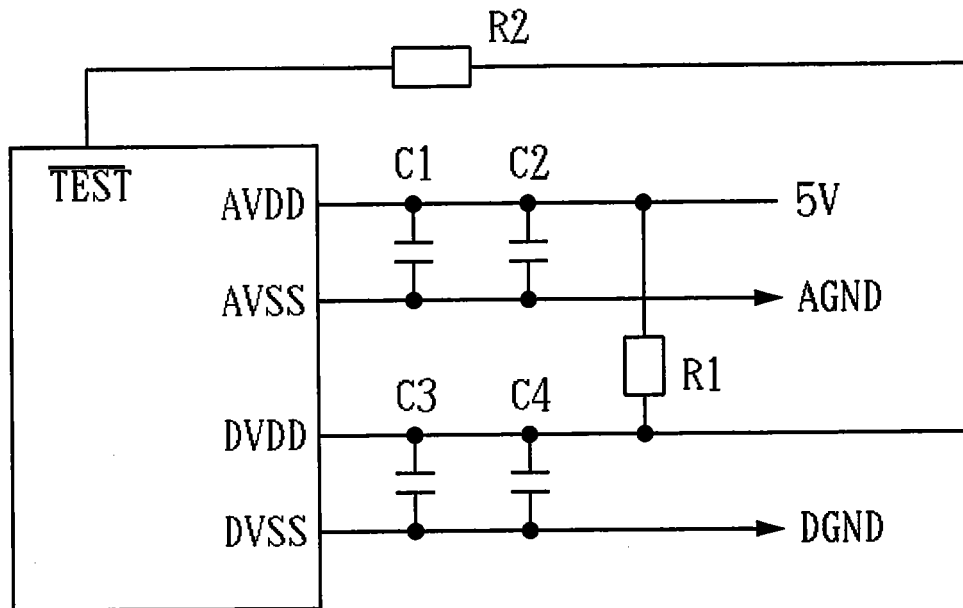 R2
TEST
C1 C2
AVDD 5V
AVSS AGND
R1
C3 C4
DVDD
DVSS DGND